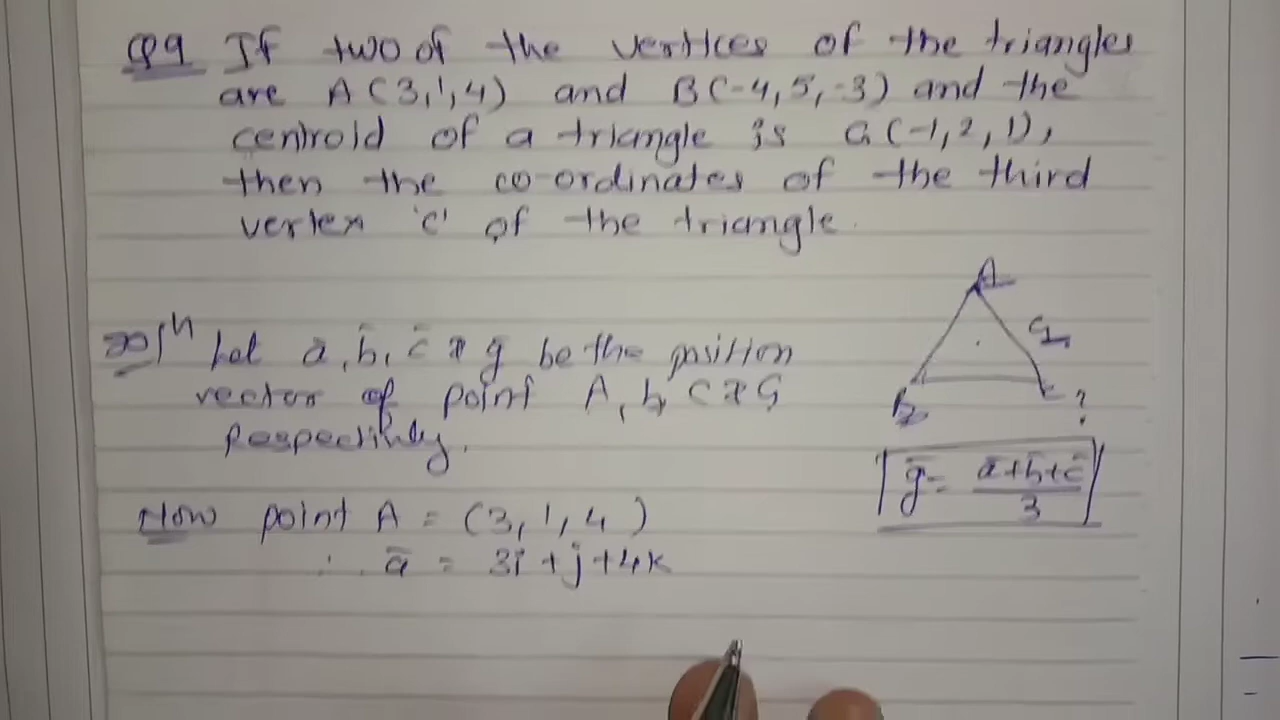 Q9 If two of the vertices of the triangles
are A(3,1,4) and B(-4,5,-3) and the
centroid of a triangle is G(-1,2,1),
then the co-ordinates of the third
vertex 'c' of the triangle.
A
G
B
C ?
Soln Let a̅, b̅, c̅ & g be the position
vector of point A, b, C & G
Respectively.
g̅ = a̅+b̅+c̅
3
Now point A = (3,1,4)
∴ a̅ = 3i + j + 4k